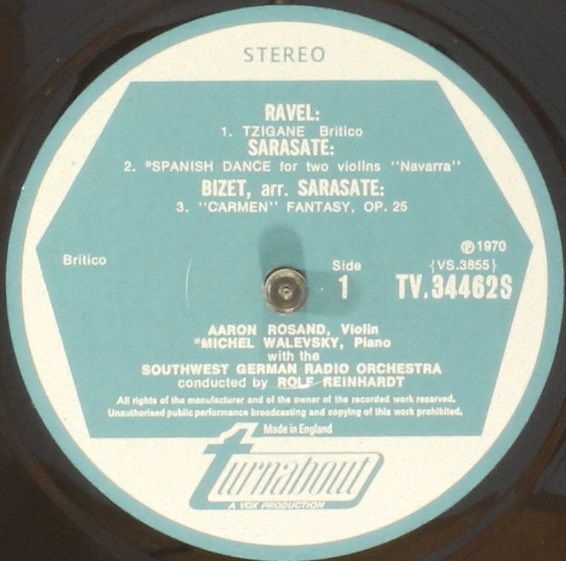 STEREO
RAVEL:
1. TZIGANE Britico
SARASATE:
2. *SPANISH DANCE for two violins "Navarra"
BIZET, arr. SARASATE:
3. "CARMEN" FANTASY, OP. 25
Britico
Side
1
Ⓟ1970
{VS.3855}
TV.34462S
AARON ROSAND, Violin
*MICHEL WALEVSKY, Piano
with the
SOUTHWEST GERMAN RADIO ORCHESTRA
conducted by ROLF REINHARDT
All rights of the manufacturer and of the owner of the recorded work reserved.
Unauthorised public performance broadcasting and copying of this work prohibited.
Made in England
turnabout
A VOX PRODUCTION